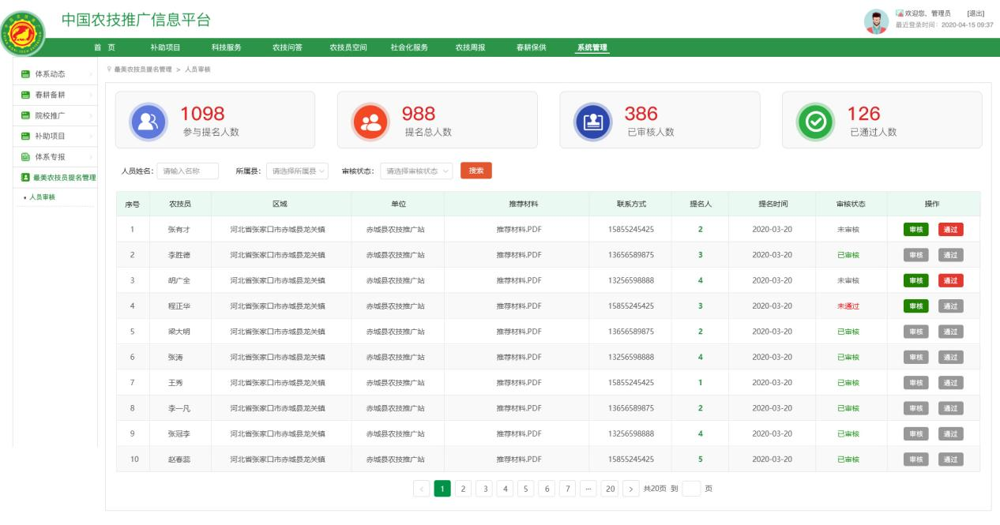 中国农技推广信息平台
欢迎您、管理员 [退出]
最近登录时间: 2020-04-15 09:37
首 页 补助项目 科技服务 农技问答 农技员空间 社会化服务 农技周报 春耕保供 系统管理
体系动态
春耕备耕
院校推广
补助项目
体系专报
最美农技员提名管理
人员审核
最美农技员提名管理 > 人员审核
1098
参与提名人数
988
提名总人数
386
已审核人数
126
已通过人数
人员姓名: 请输入名称 所属县: 请选择所属县 审核状态: 请选择审核状态 搜索
序号 农技员 区域 单位 推荐材料 联系方式 提名人 提名时间 审核状态 操作
1 张有才 河北省张家口市赤城县龙关镇 赤城县农技推广站 推荐材料.PDF 15855245425 2 2020-03-20 未审核 审核 通过
2 李胜德 河北省张家口市赤城县龙关镇 赤城县农技推广站 推荐材料.PDF 13656589875 3 2020-03-20 已审核 审核 通过
3 胡广全 河北省张家口市赤城县龙关镇 赤城县农技推广站 推荐材料.PDF 13256598888 4 2020-03-20 未审核 审核 通过
4 程正华 河北省张家口市赤城县龙关镇 赤城县农技推广站 推荐材料.PDF 15855245425 3 2020-03-20 未通过 审核 通过
5 梁大明 河北省张家口市赤城县龙关镇 赤城县农技推广站 推荐材料.PDF 13656589875 2 2020-03-20 已审核 审核 通过
6 张涛 河北省张家口市赤城县龙关镇 赤城县农技推广站 推荐材料.PDF 13256598888 4 2020-03-20 已审核 审核 通过
7 王秀 河北省张家口市赤城县龙关镇 赤城县农技推广站 推荐材料.PDF 15855245425 1 2020-03-20 已审核 审核 通过
8 李一凡 河北省张家口市赤城县龙关镇 赤城县农技推广站 推荐材料.PDF 13656589875 2 2020-03-20 已审核 审核 通过
9 张冠李 河北省张家口市赤城县龙关镇 赤城县农技推广站 推荐材料.PDF 13256598888 4 2020-03-20 已审核 审核 通过
10 赵春蕊 河北省张家口市赤城县龙关镇 赤城县农技推广站 推荐材料.PDF 15855245425 5 2020-03-20 已审核 审核 通过
< 1 2 3 4 5 6 7 ··· 20 > 共20页 到 页